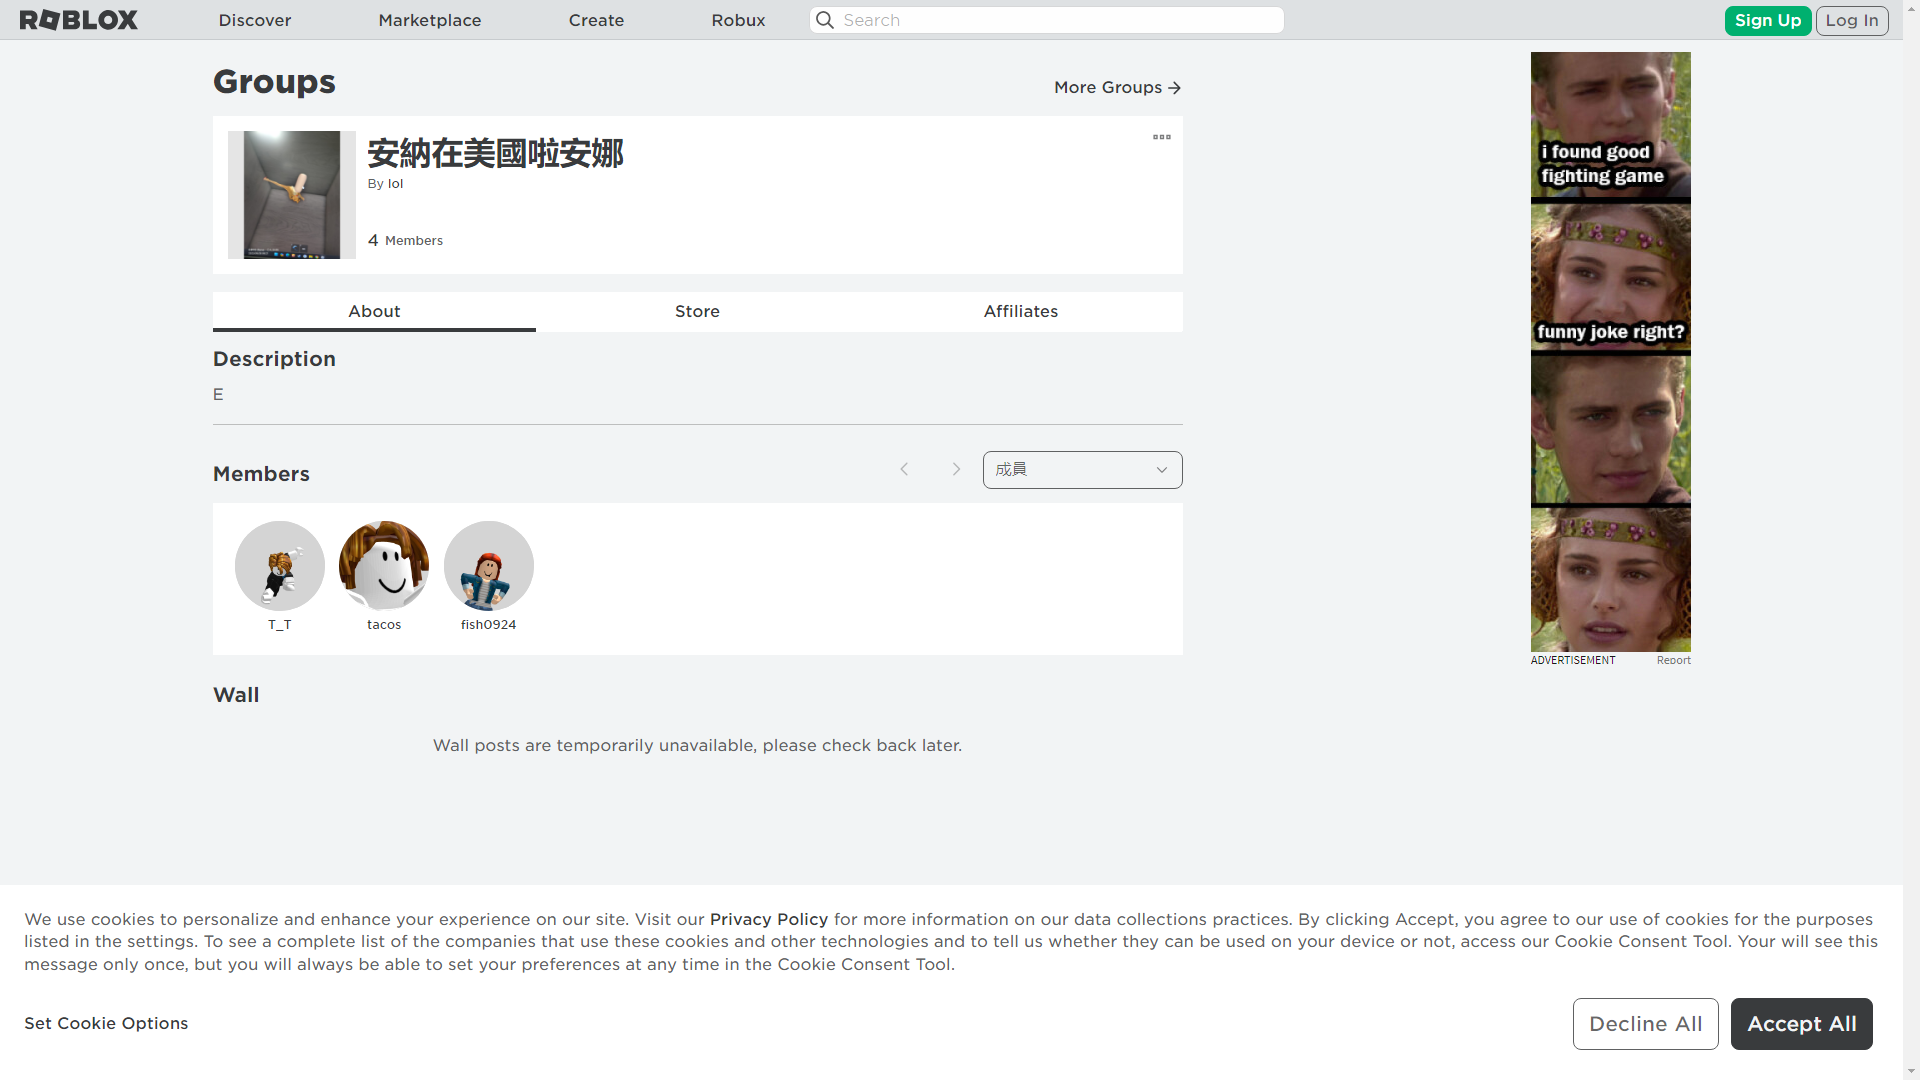 ROBLOX
Discover
Marketplace
Create
Robux
Search
Sign Up
Log In
Groups
More Groups
安納在美國啦安娜
By lol
4 Members
About
Store
Affiliates
Description
E
Members
成員
T_T
tacos
fish0924
Wall
Wall posts are temporarily unavailable, please check back later.
i found good
fighting game
funny joke right?
ADVERTISEMENT
Report
We use cookies to personalize and enhance your experience on our site. Visit our Privacy Policy for more information on our data collections practices. By clicking Accept, you agree to our use of cookies for the purposes
listed in the settings. To see a complete list of the companies that use these cookies and other technologies and to tell us whether they can be used on your device or not, access our Cookie Consent Tool. Your will see this
message only once, but you will always be able to set your preferences at any time in the Cookie Consent Tool.
Set Cookie Options
Decline All
Accept All